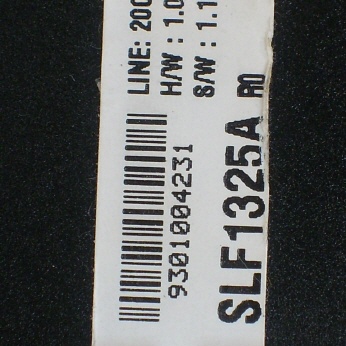 LINE: 200
H/W : 1.0
S/W : 1.1
9301004231
SLF1325A R0